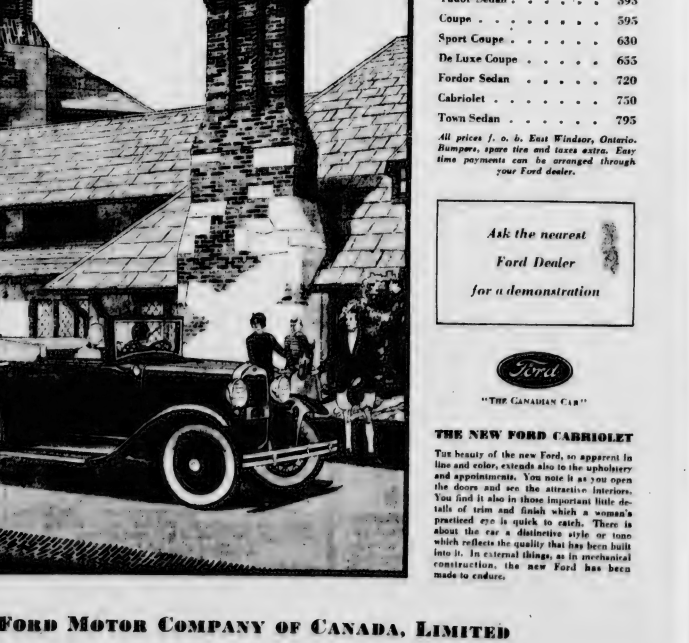 Tudor Sedan . . . . . 595
Coupe . . . . . . . 595
Sport Coupe . . . . . 630
De Luxe Coupe . . . . . 655
Fordor Sedan . . . . . 720
Cabriolet . . . . . . . 750
Town Sedan . . . . . . 795
All prices f. o. b. East Windsor, Ontario.
Bumpers, spare tire and taxes extra. Easy
time payments can be arranged through
your Ford dealer.
Ask the nearest
Ford Dealer
for a demonstration
Ford
"THE CANADIAN CAR"
THE NEW FORD CABRIOLET
THE beauty of the new Ford, so apparent in
line and color, extends also to the upholstery
and appointments. You note it as you open
the doors and see the attractive interiors.
You find it also in those important little de-
tails of trim and finish which a woman's
practiced eye is quick to catch. There is
about the car a distinctive style or tone
which reflects the quality that has been built
into it. In external things, as in mechanical
construction, the new Ford has been
made to endure.
FORD MOTOR COMPANY OF CANADA, LIMITED